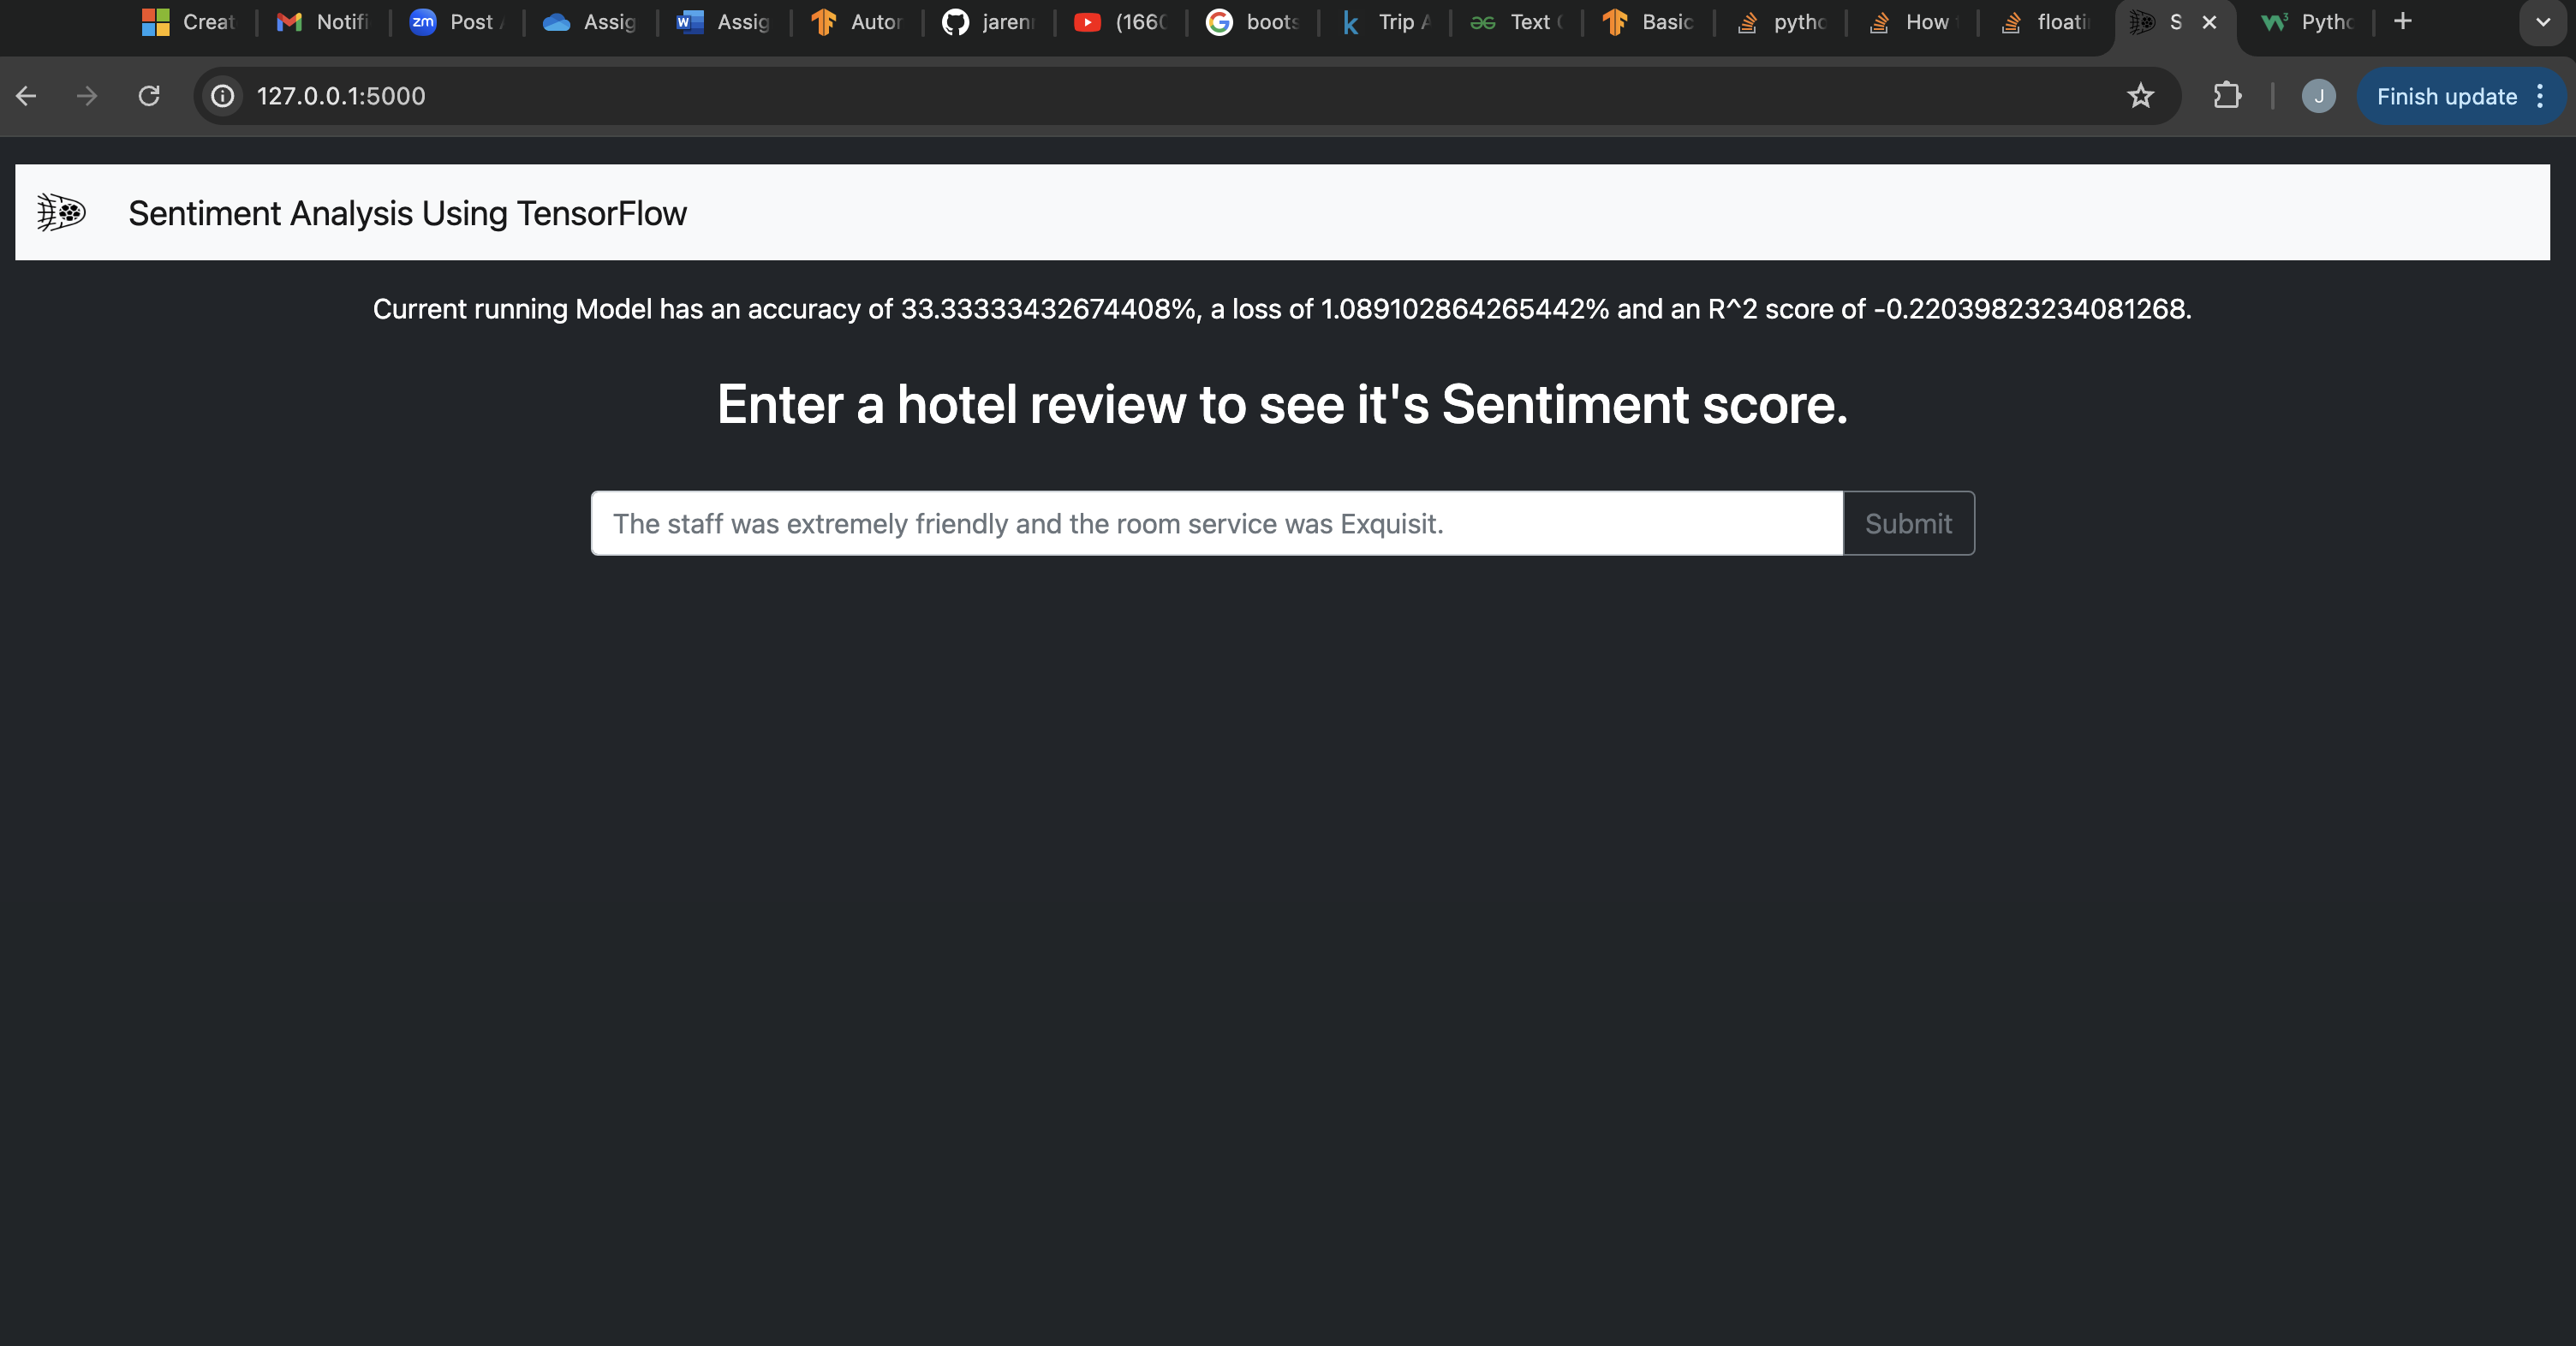 Creat Notifi Post Assig Assig Autor jaren (166 boots Trip Text Basic pytho How floati S Pytho
127.0.0.1:5000 J Finish update
Sentiment Analysis Using TensorFlow
Current running Model has an accuracy of 33.33333432674408%, a loss of 1.089102864265442% and an R^2 score of -0.22039823234081268.
Enter a hotel review to see it's Sentiment score.
The staff was extremely friendly and the room service was Exquisit. Submit